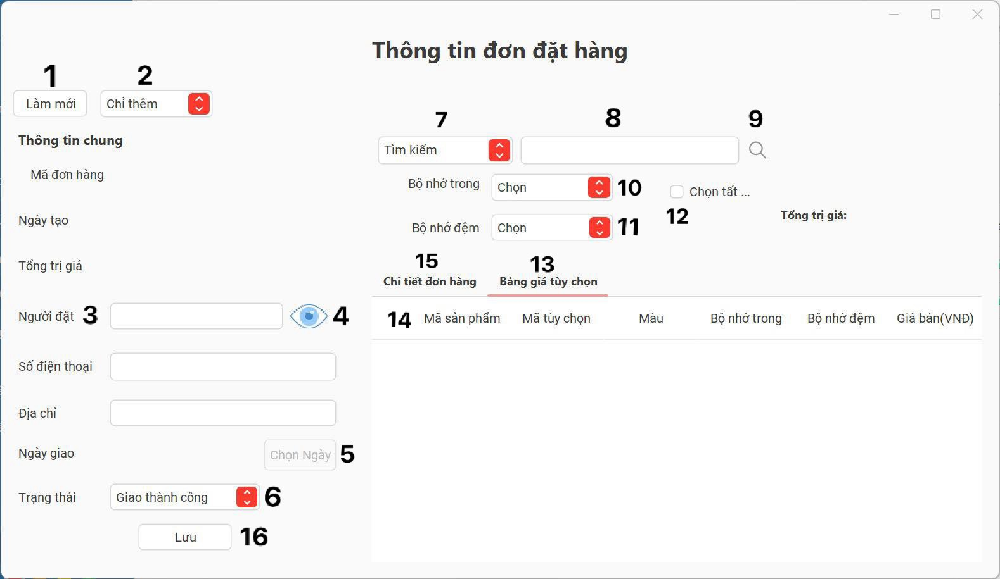 Thông tin đơn đặt hàng
1
2
Làm mới
Chỉ thêm
Thông tin chung
Mã đơn hàng
Ngày tạo
Tổng trị giá
Người đặt 3
4
Số điện thoại
Địa chỉ
Ngày giao
Chọn Ngày 5
Trạng thái
Giao thành công 6
Lưu 16
7
8
9
Tìm kiếm
Bộ nhớ trong
Chọn 10
Chọn tất ...
12
Bộ nhớ đệm
Chọn 11
Tổng trị giá:
15
13
Chi tiết đơn hàng
Bảng giá tùy chọn
14 Mã sản phẩm Mã tùy chọn Màu Bộ nhớ trong Bộ nhớ đệm Giá bán(VNĐ)